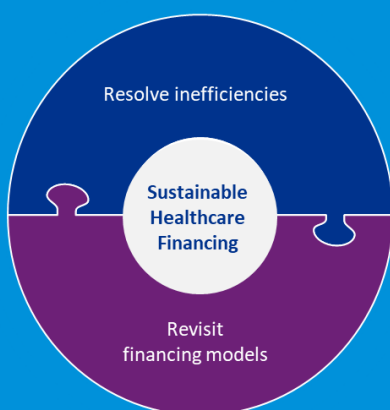 Resolve inefficiencies
Sustainable
Healthcare
Financing
Revisit
financing models